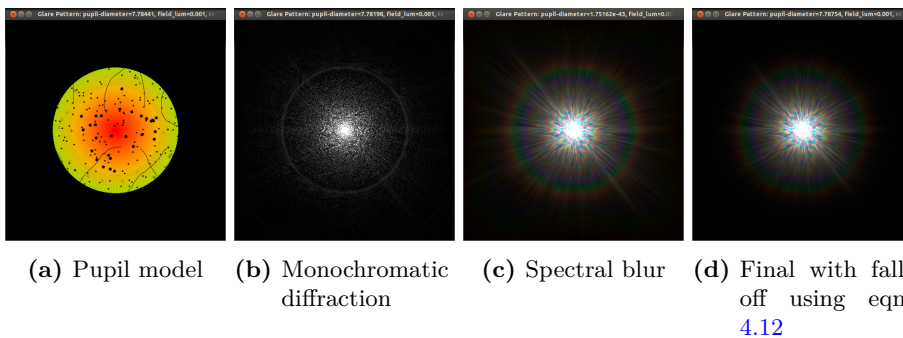 Glare Pattern: pupil-diameter=7.78441, field_lum=0.001, r
Glare Pattern: pupil-diameter=7.78198, field_lum=0.001, r
Glare Pattern: pupil-diameter=1.75162e-43, field_lum=0.0
Glare Pattern: pupil-diameter=7.78754, field_lum=0.001, r
(a) Pupil model
(b) Monochromatic
diffraction
(c) Spectral blur
(d) Final with fall
off using eqn
4.12